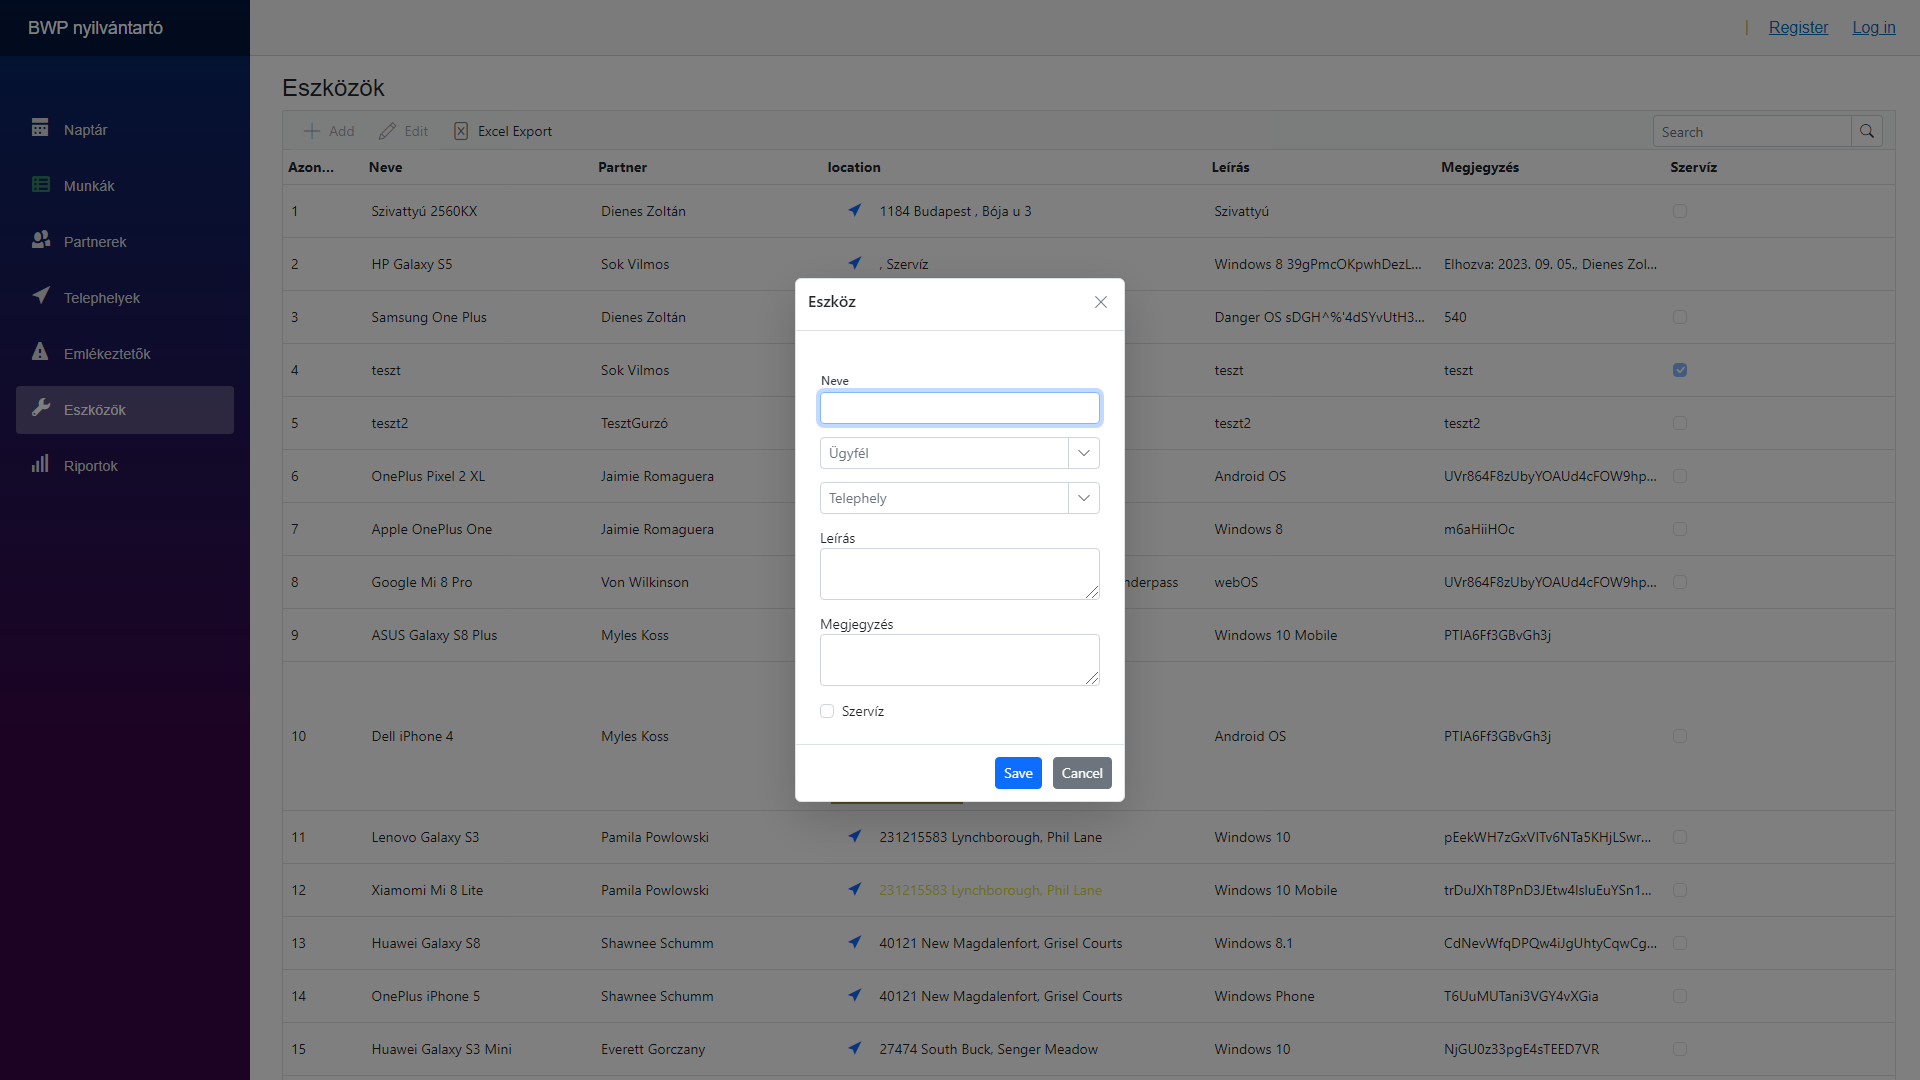 BWP nyilvántartó
Register
Log in
Naptár
Munkák
Partnerek
Telephelyek
Emlékeztetők
Eszközök
Riportok
Eszközök
Add
Edit
Excel Export
Search
Azon... Neve Partner location Leírás Megjegyzés Szervíz
1 Szivattyú 2560KX Dienes Zoltán 1184 Budapest , Bója u 3 Szivattyú
2 HP Galaxy S5 Sok Vilmos , Szervíz Windows 8 39gPmcOKpwhDezL... Elhozva: 2023. 09. 05., Dienes Zol...
3 Samsung One Plus Dienes Zoltán Danger OS sDGH^%'4dSYvUtH3... 540
4 teszt Sok Vilmos teszt teszt
5 teszt2 TesztGurzó teszt2 teszt2
6 OnePlus Pixel 2 XL Jaimie Romaguera Android OS UVr864F8zUbyYOAUd4cFOW9hp...
7 Apple OnePlus One Jaimie Romaguera Windows 8 m6aHiiHOc
8 Google Mi 8 Pro Von Wilkinson nderpass webOS UVr864F8zUbyYOAUd4cFOW9hp...
9 ASUS Galaxy S8 Plus Myles Koss Windows 10 Mobile PTIA6Ff3GBvGh3j
10 Dell iPhone 4 Myles Koss Android OS PTIA6Ff3GBvGh3j
11 Lenovo Galaxy S3 Pamila Powlowski 231215583 Lynchborough, Phil Lane Windows 10 pEekWH7zGxVITv6NTa5KHjLSwr...
12 Xiamomi Mi 8 Lite Pamila Powlowski 231215583 Lynchborough, Phil Lane Windows 10 Mobile trDuJXhT8PnD3JEtw4IsluEuYSn1...
13 Huawei Galaxy S8 Shawnee Schumm 40121 New Magdalenfort, Grisel Courts Windows 8.1 CdNevWfqDPQw4iJgUhtyCqwCg...
14 OnePlus iPhone 5 Shawnee Schumm 40121 New Magdalenfort, Grisel Courts Windows Phone T6UuMUTani3VGY4vXGia
15 Huawei Galaxy S3 Mini Everett Gorczany 27474 South Buck, Senger Meadow Windows 10 NjGU0z33pgE4sTEED7VR
Eszköz
Neve
Ügyfél
Telephely
Leírás
Megjegyzés
Szervíz
Save
Cancel